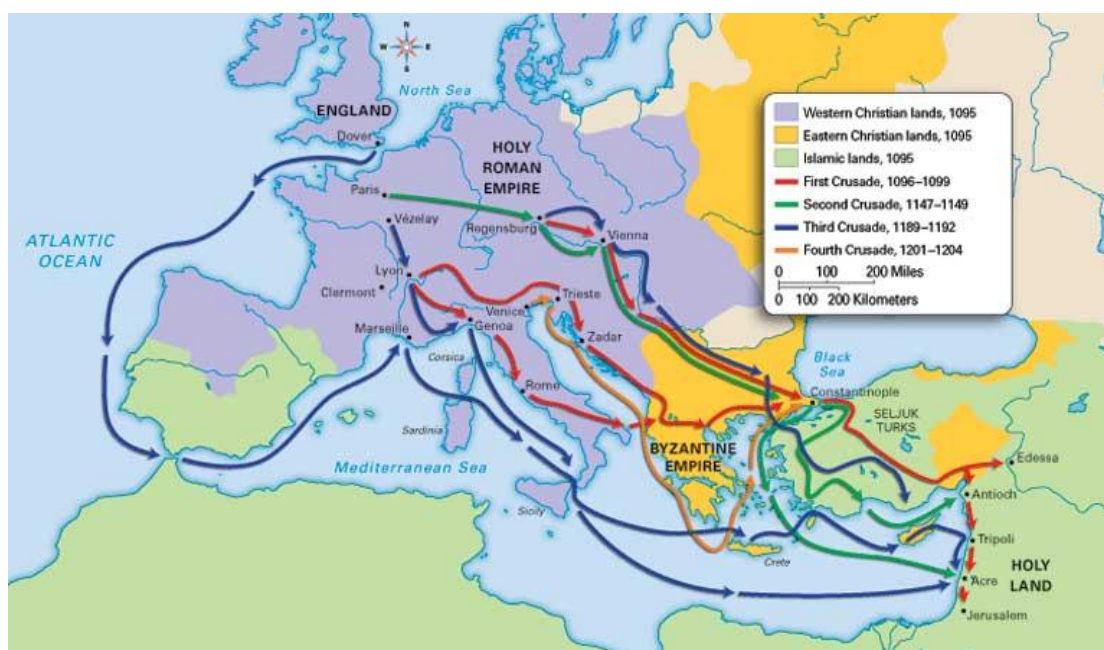 N
W E
S
North Sea
ENGLAND
Dover
HOLY
ROMAN
EMPIRE
Paris
Vézelay
Regensburg
Vienna
ATLANTIC
OCEAN
Lyon
Clermont
Trieste
Venice
Marseille
Genoa
Zadar
Corsica
Rome
Sardinia
Black
Sea
Constantinople
SELJUK
TURKS
BYZANTINE
EMPIRE
Mediterranean Sea
Edessa
Antioch
Sicily
Crete
Tripoli
HOLY
LAND
Acre
Jerusalem
Western Christian lands, 1095
Eastern Christian lands, 1095
Islamic lands, 1095
First Crusade, 1096–1099
Second Crusade, 1147–1149
Third Crusade, 1189–1192
Fourth Crusade, 1201–1204
0 100 200 Miles
0 100 200 Kilometers